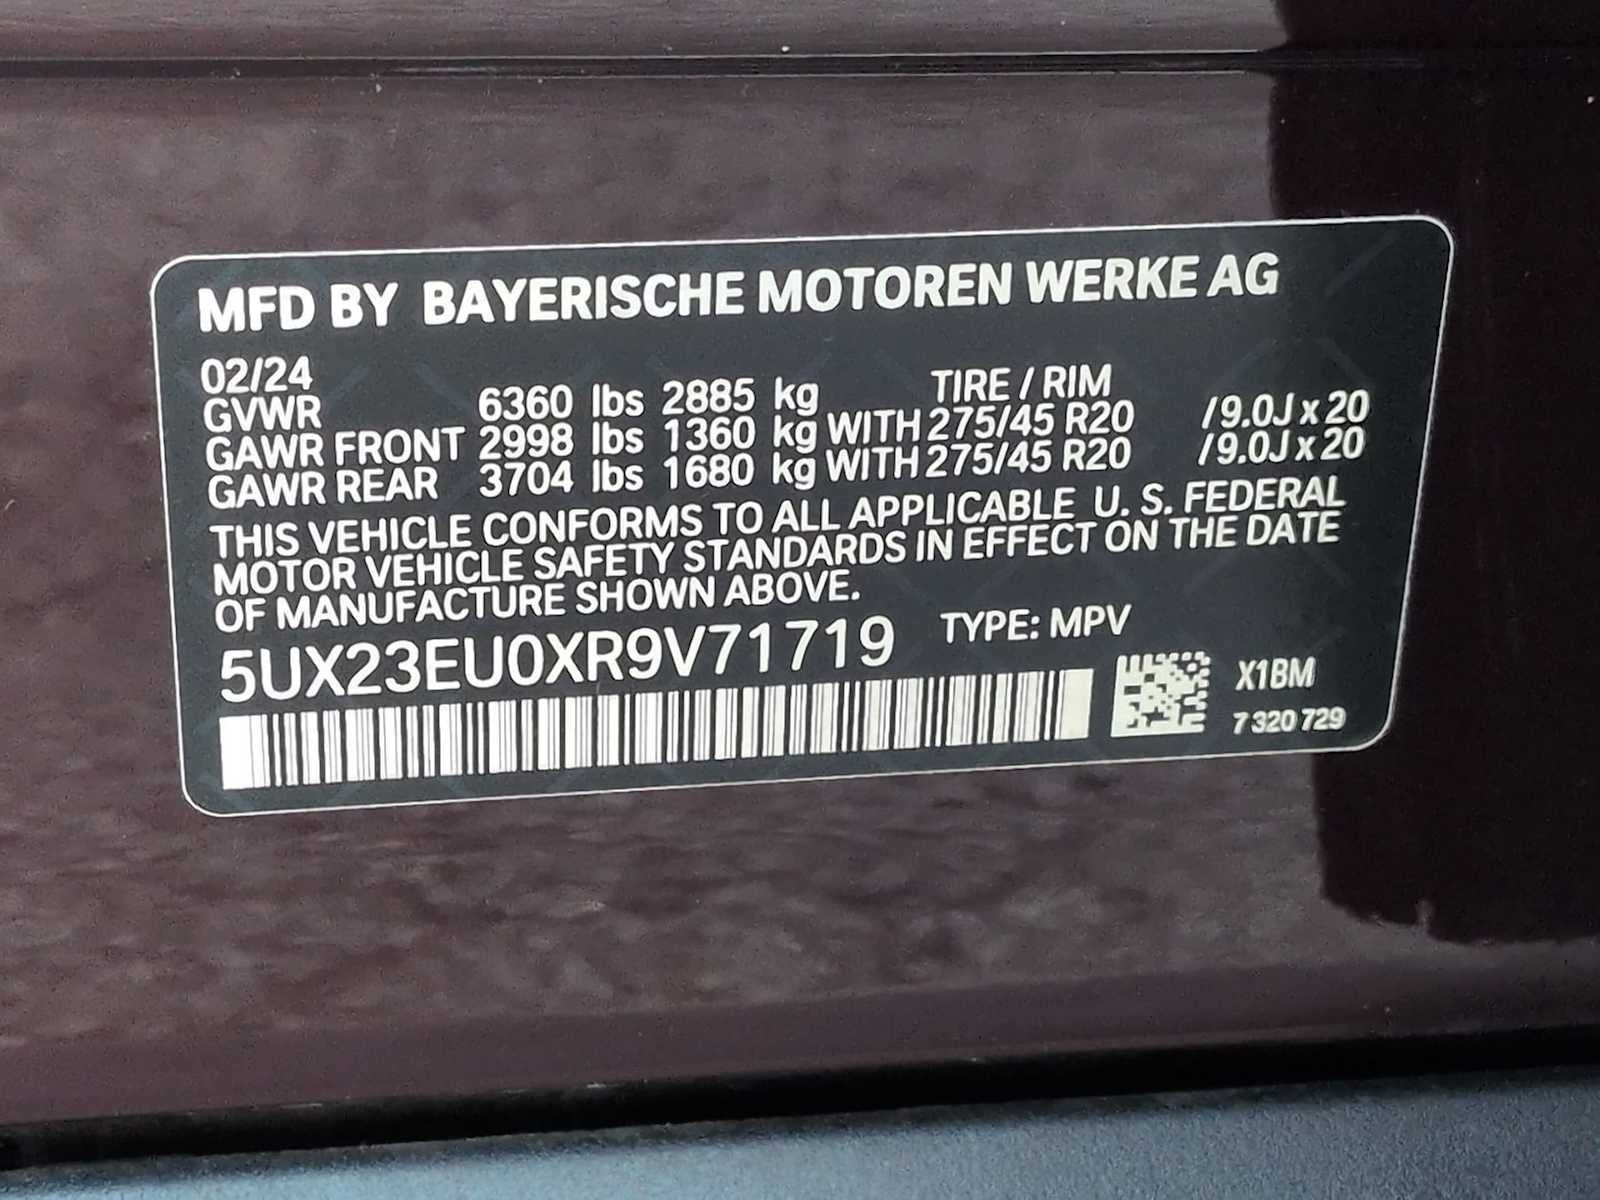 MFD BY BAYERISCHE MOTOREN WERKE AG
02/24 TIRE / RIM
GVWR 6360 lbs 2885 kg
GAWR FRONT 2998 lbs 1360 kg WITH 275/45 R20 /9.0J x 20
GAWR REAR 3704 lbs 1680 kg WITH 275/45 R20 /9.0J x 20
THIS VEHICLE CONFORMS TO ALL APPLICABLE U. S. FEDERAL
MOTOR VEHICLE SAFETY STANDARDS IN EFFECT ON THE DATE
OF MANUFACTURE SHOWN ABOVE.
5UX23EU0XR9V71719 TYPE: MPV
X1BM
7 320 729